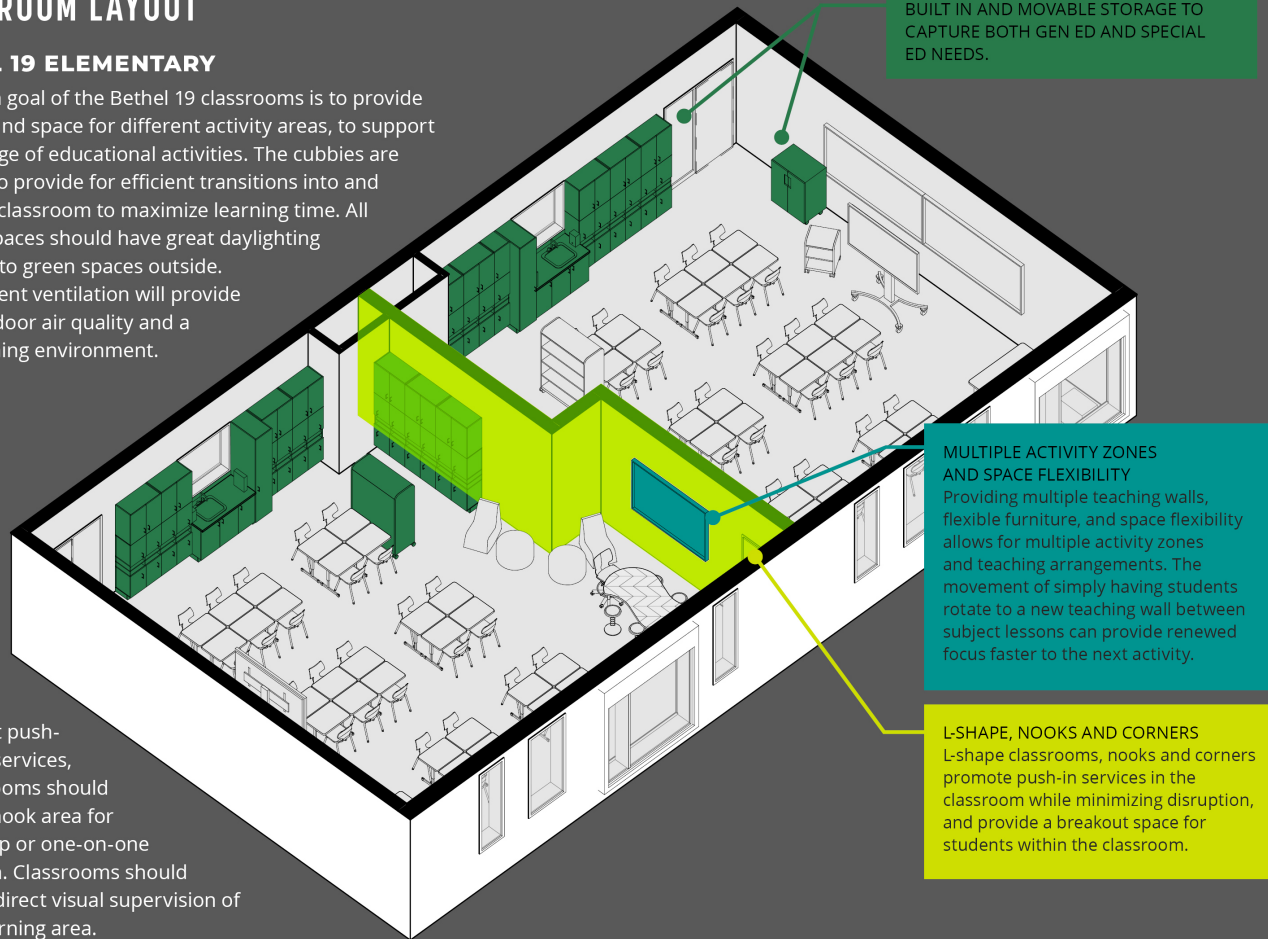 ROOM LAYOUT
19 ELEMENTARY
goal of the Bethel 19 classrooms is to provide
nd space for different activity areas, to support
ge of educational activities. The cubbies are
o provide for efficient transitions into and
classroom to maximize learning time. All
paces should have great daylighting
to green spaces outside.
ent ventilation will provide
door air quality and a
ning environment.
push-
services,
ooms should
nook area for
p or one-on-one
. Classrooms should
direct visual supervision of
rning area.
BUILT IN AND MOVABLE STORAGE TO
CAPTURE BOTH GEN ED AND SPECIAL
ED NEEDS.
MULTIPLE ACTIVITY ZONES
AND SPACE FLEXIBILITY
Providing multiple teaching walls,
flexible furniture, and space flexibility
allows for multiple activity zones
and teaching arrangements. The
movement of simply having students
rotate to a new teaching wall between
subject lessons can provide renewed
focus faster to the next activity.
L-SHAPE, NOOKS AND CORNERS
L-shape classrooms, nooks and corners
promote push-in services in the
classroom while minimizing disruption,
and provide a breakout space for
students within the classroom.